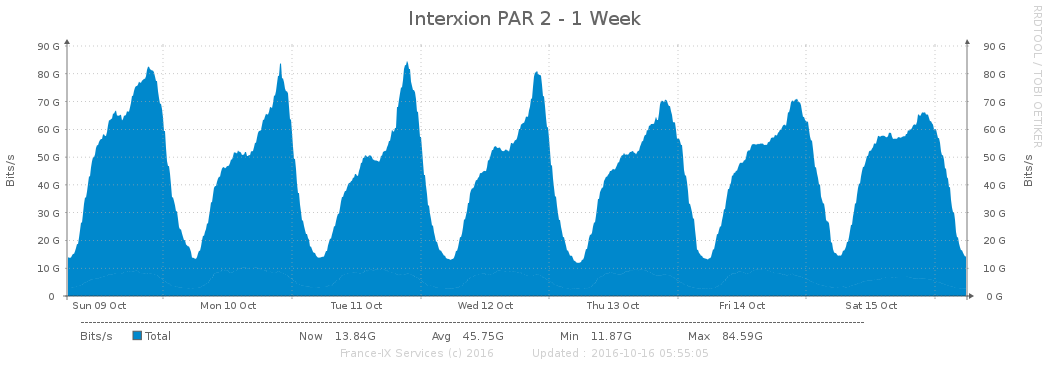 Interxion PAR 2 - 1 Week
RRDTOOL / TOBI OETIKER
90 G 90 G
80 G 80 G
70 G 70 G
60 G 60 G
50 G 50 G
40 G 40 G
30 G 30 G
20 G 20 G
10 G 10 G
0 0 G
Bits/s Bits/s
Sun 09 Oct Mon 10 Oct Tue 11 Oct Wed 12 Oct Thu 13 Oct Fri 14 Oct Sat 15 Oct
Bits/s Total Now 13.84G Avg 45.75G Min 11.87G Max 84.59G
France-IX Services (c) 2016 Updated : 2016-10-16 05:55:05